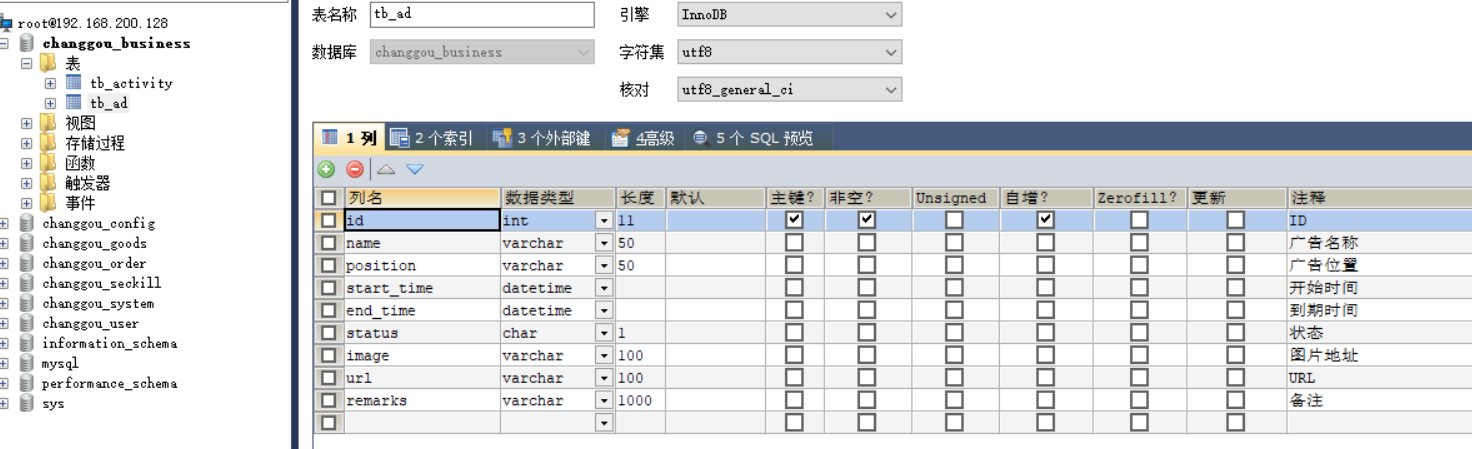 root@192.168.200.128
changgou_business
表
tb_activity
tb_ad
视图
存储过程
函数
触发器
事件
changgou_config
changgou_goods
changgou_order
changgou_seckill
changgou_system
changgou_user
information_schema
mysql
performance_schema
sys
表名称 tb_ad 引擎 InnoDB
数据库 changgou_business 字符集 utf8
核对 utf8_general_ci
1 列 2 个索引 3 个外部键 4高级 5 个 SQL 预览
列名 数据类型 长度 默认 主键? 非空? Unsigned 自增? Zerofill? 更新 注释
id int 11 ID
name varchar 50 广告名称
position varchar 50 广告位置
start_time datetime 开始时间
end_time datetime 到期时间
status char 1 状态
image varchar 100 图片地址
url varchar 100 URL
remarks varchar 1000 备注